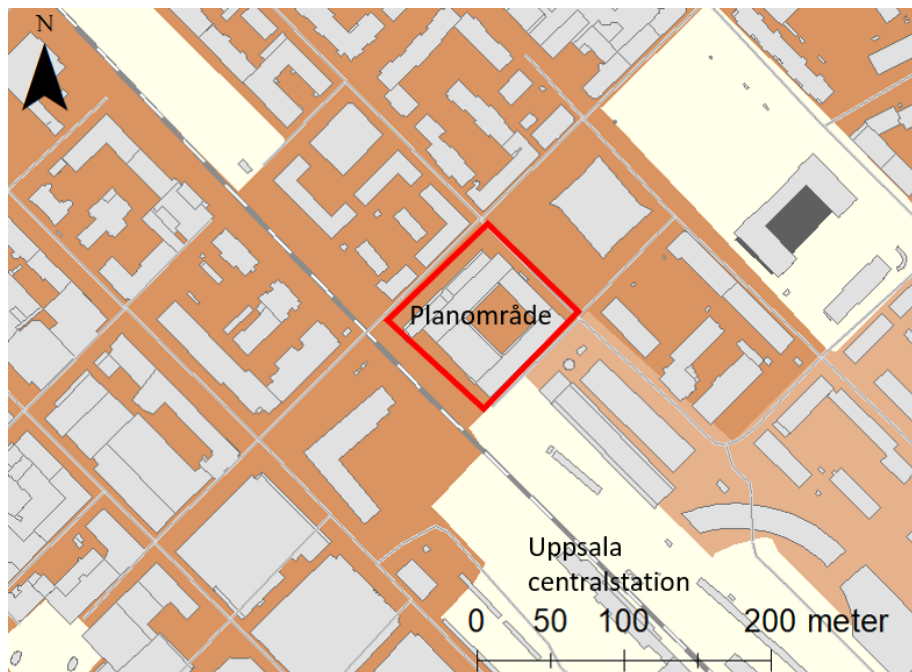 N
Planområde
Uppsala
centralstation
0 50 100 200 meter